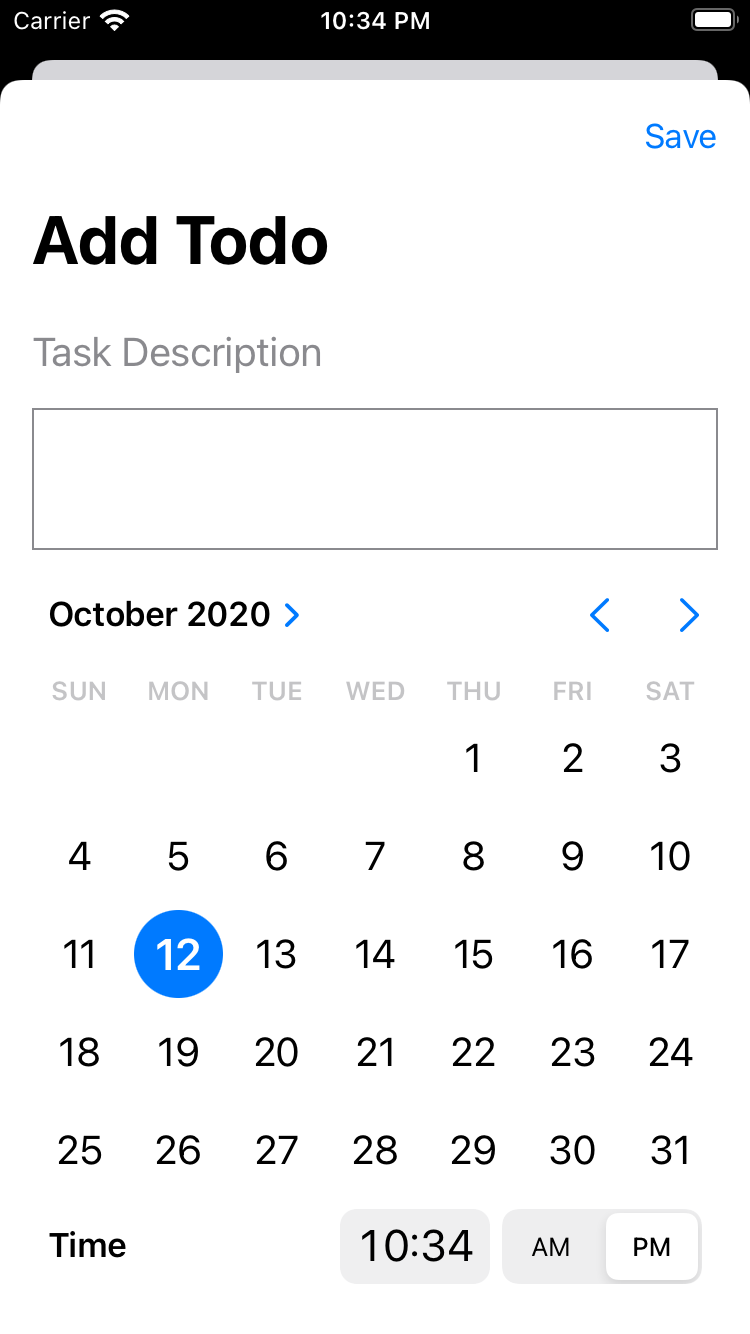 Carrier 10:34 PM
Save
Add Todo
Task Description
October 2020
SUN MON TUE WED THU FRI SAT
1 2 3
4 5 6 7 8 9 10
11 12 13 14 15 16 17
18 19 20 21 22 23 24
25 26 27 28 29 30 31
Time 10:34 AM PM